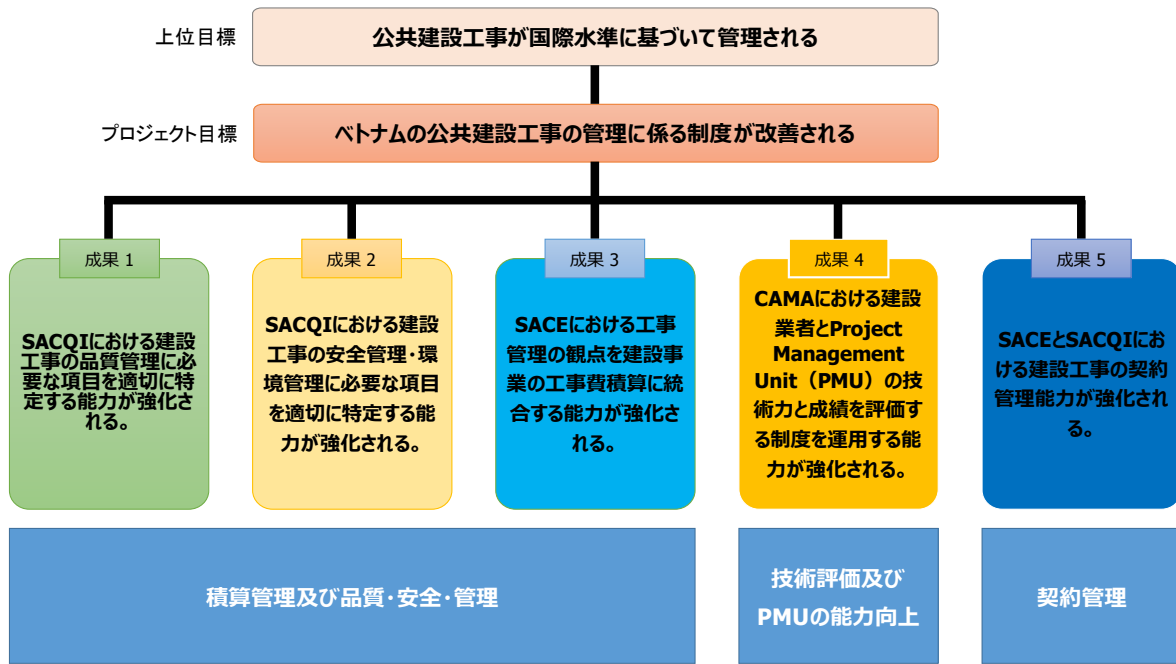 上位目標
公共建設工事が国際水準に基づいて管理される
プロジェクト目標
ベトナムの公共建設工事の管理に係る制度が改善される
成果 1
SACQIにおける建設
工事の品質管理に必
要な項目を適切に特
定する能力が強化さ
れる。
成果 2
SACQIにおける建設
工事の安全管理・環
境管理に必要な項目
を適切に特定する能
力が強化される。
成果 3
SACEにおける工事
管理の観点を建設事
業の工事費積算に統
合する能力が強化さ
れる。
成果 4
CAMAにおける建設
業者とProject
Management
Unit（PMU）の技
術力と成績を評価す
る制度を運用する能
力が強化される。
成果 5
SACEとSACQIにお
ける建設工事の契約
管理能力が強化され
る。
積算管理及び品質・安全・管理
技術評価及び
PMUの能力向上
契約管理